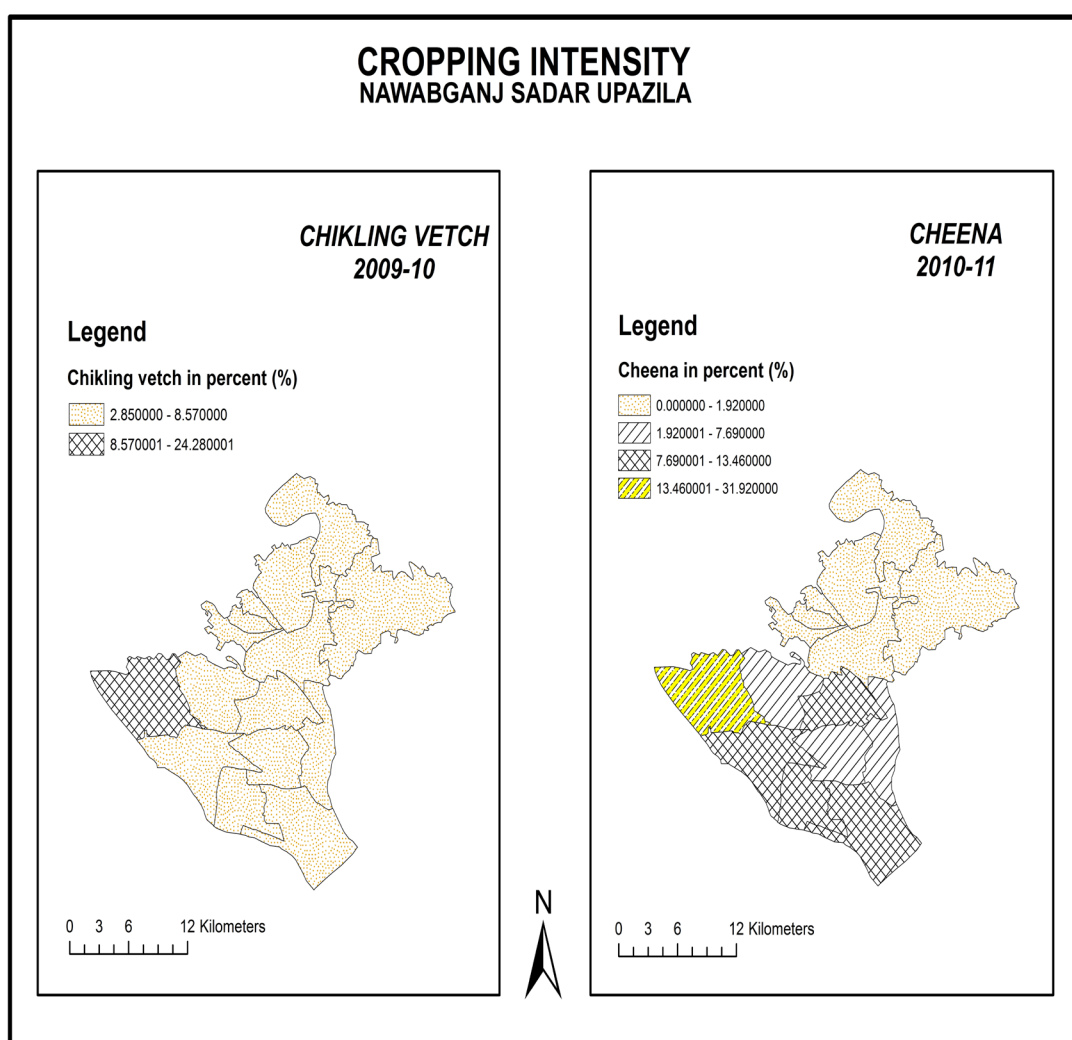 CROPPING INTENSITY
NAWABGANJ SADAR UPAZILA
CHIKLING VETCH
2009-10
Legend
Chikling vetch in percent (%)
2.850000 - 8.570000
8.570001 - 24.280001
0 3 6 12 Kilometers
N
CHEENA
2010-11
Legend
Cheena in percent (%)
0.000000 - 1.920000
1.920001 - 7.690000
7.690001 - 13.460000
13.460001 - 31.920000
0 3 6 12 Kilometers